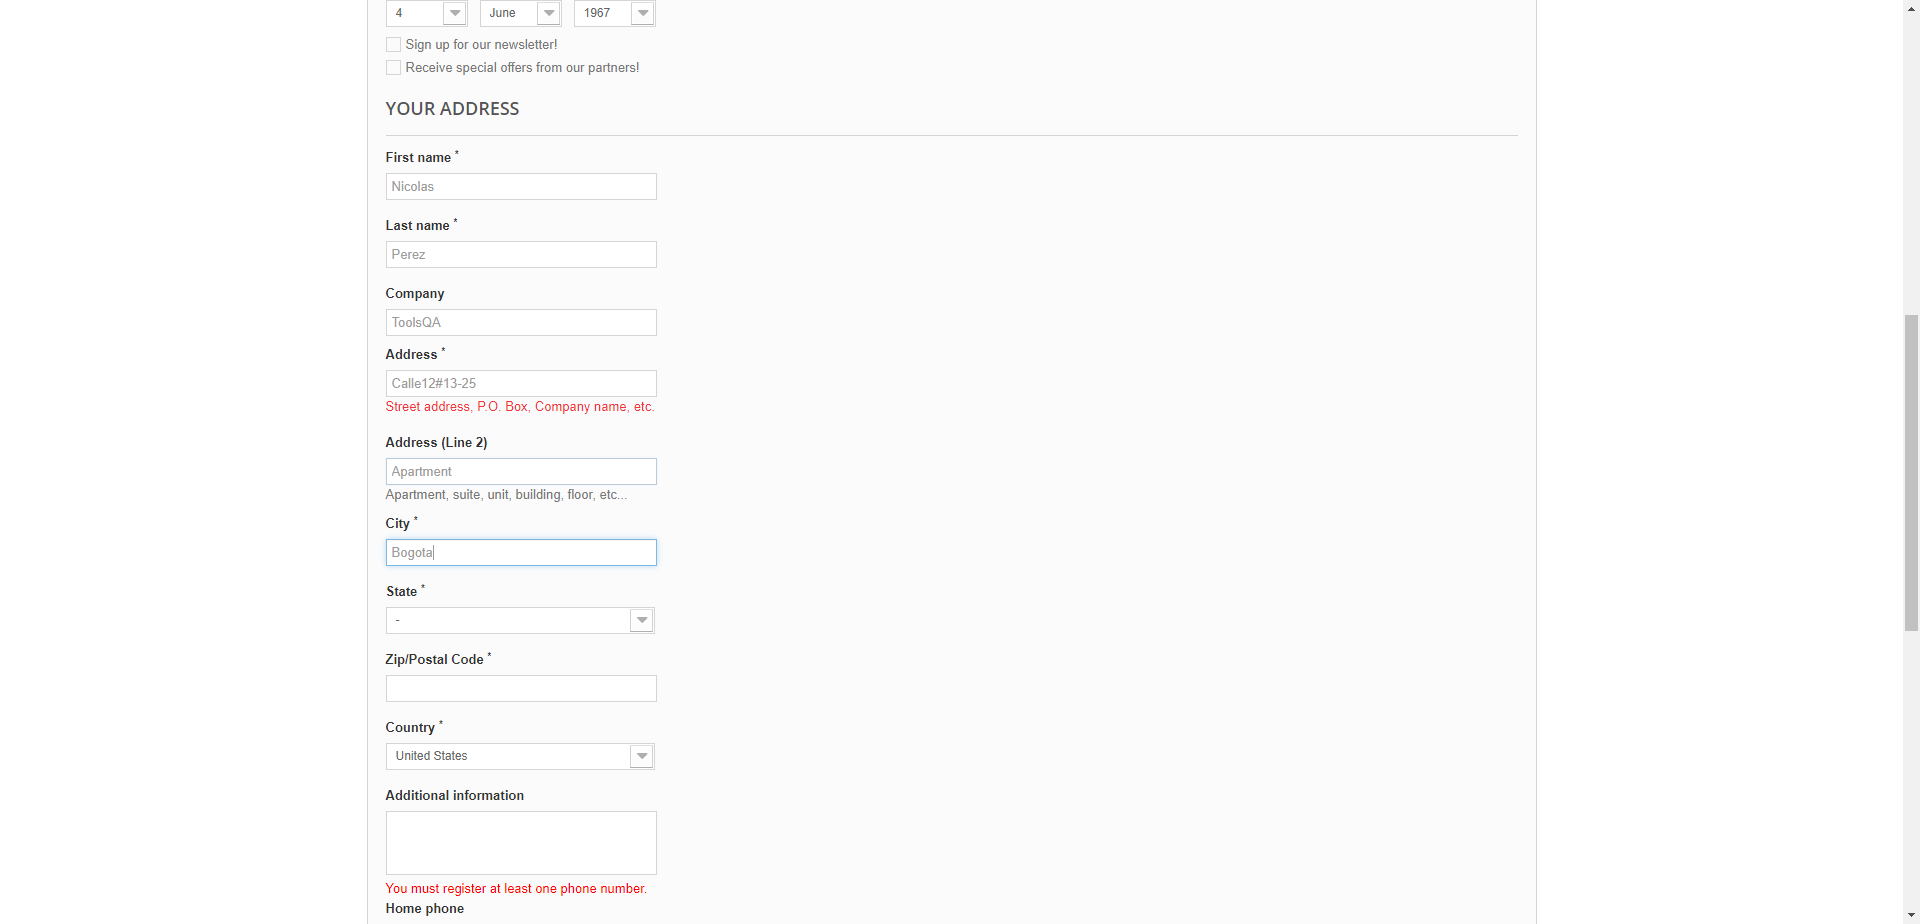 4 June 1967
Sign up for our newsletter!
Receive special offers from our partners!
YOUR ADDRESS
First name *
Nicolas
Last name *
Perez
Company
ToolsQA
Address *
Calle12#13-25
Street address, P.O. Box, Company name, etc.
Address (Line 2)
Apartment
Apartment, suite, unit, building, floor, etc...
City *
Bogota
State *
-
Zip/Postal Code *
Country *
United States
Additional information
You must register at least one phone number.
Home phone